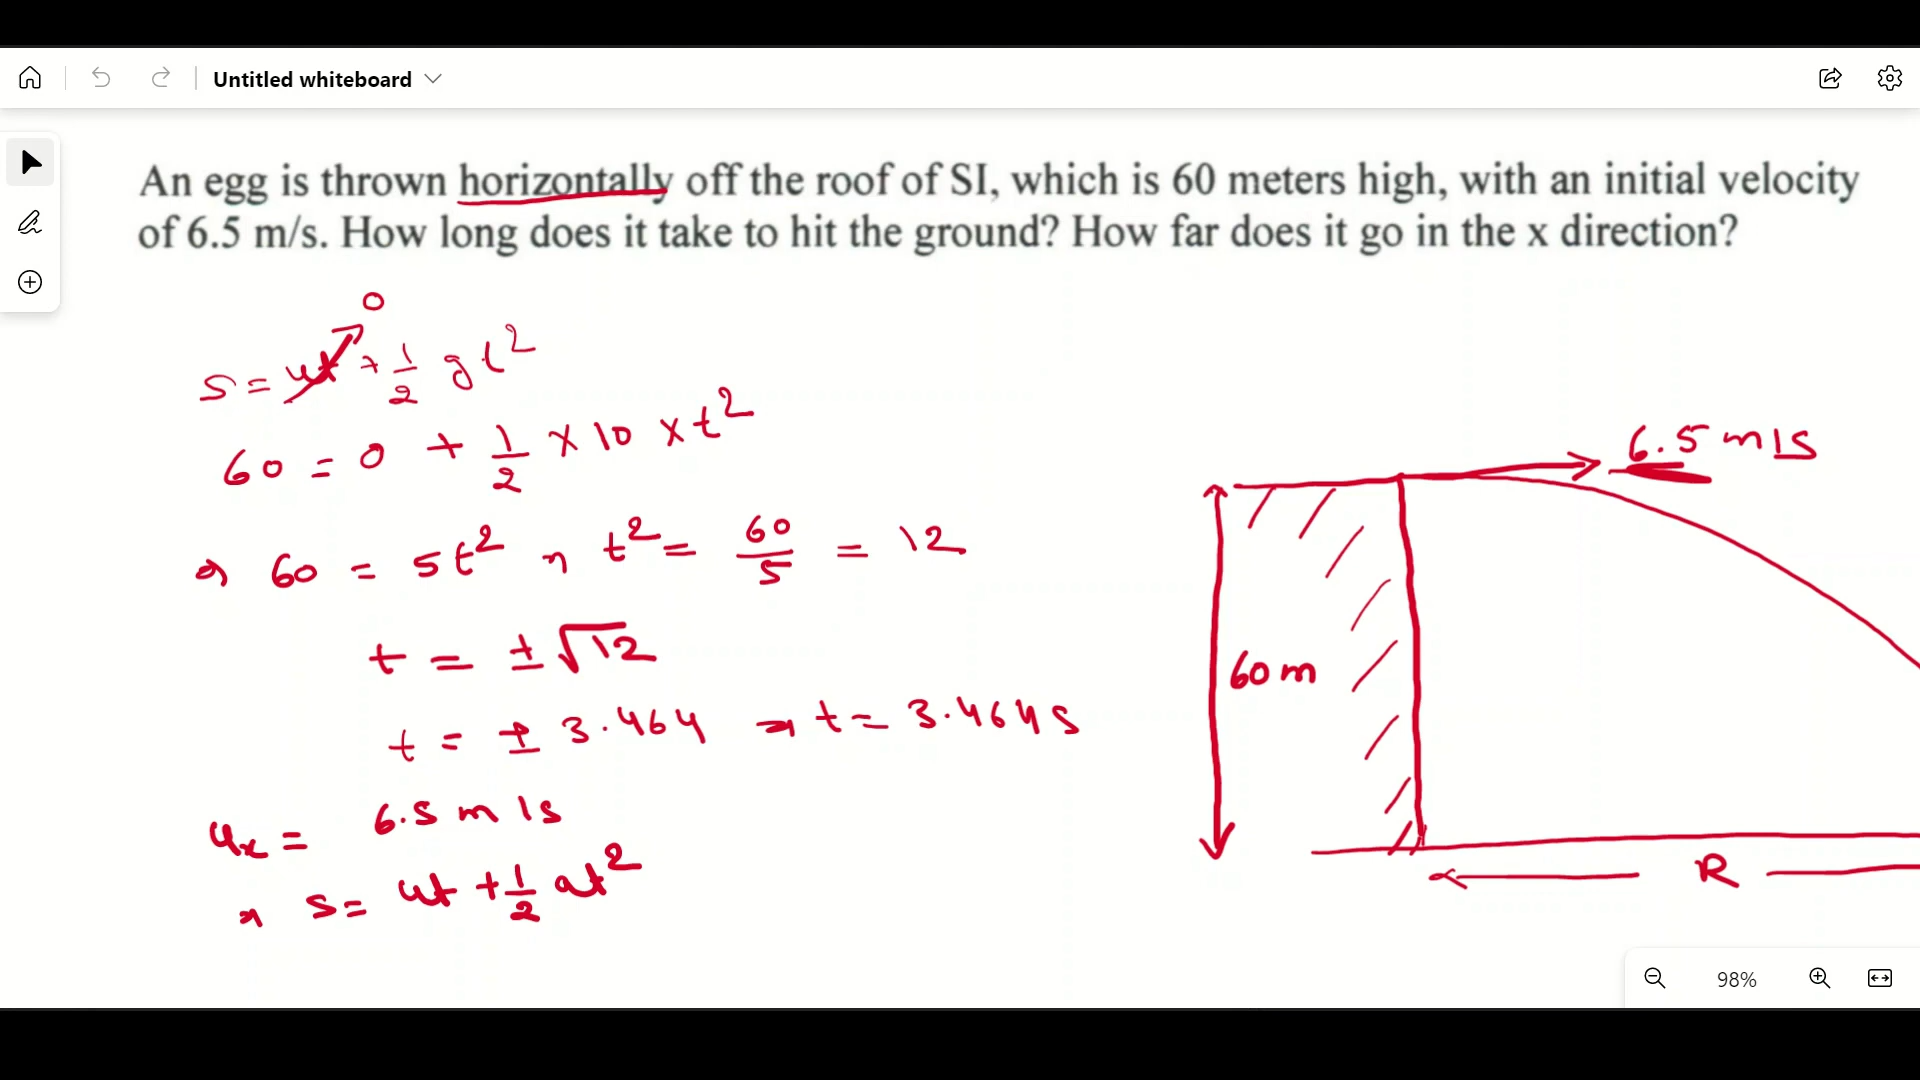 Untitled whiteboard
An egg is thrown horizontally off the roof of SI, which is 60 meters high, with an initial velocity
of 6.5 m/s. How long does it take to hit the ground? How far does it go in the x direction?
0
s = ut + 1/2 gt²
60 = 0 + 1/2 × 10 × t²
⇒ 60 = 5t² ⇒ t² = 60/5 = 12
t = ± √12
t = ± 3.464 ⇒ t = 3.464 s
uₓ = 6.5 m/s
⇒ s = ut + 1/2 at²
6.5 m/s
60 m
R
98%